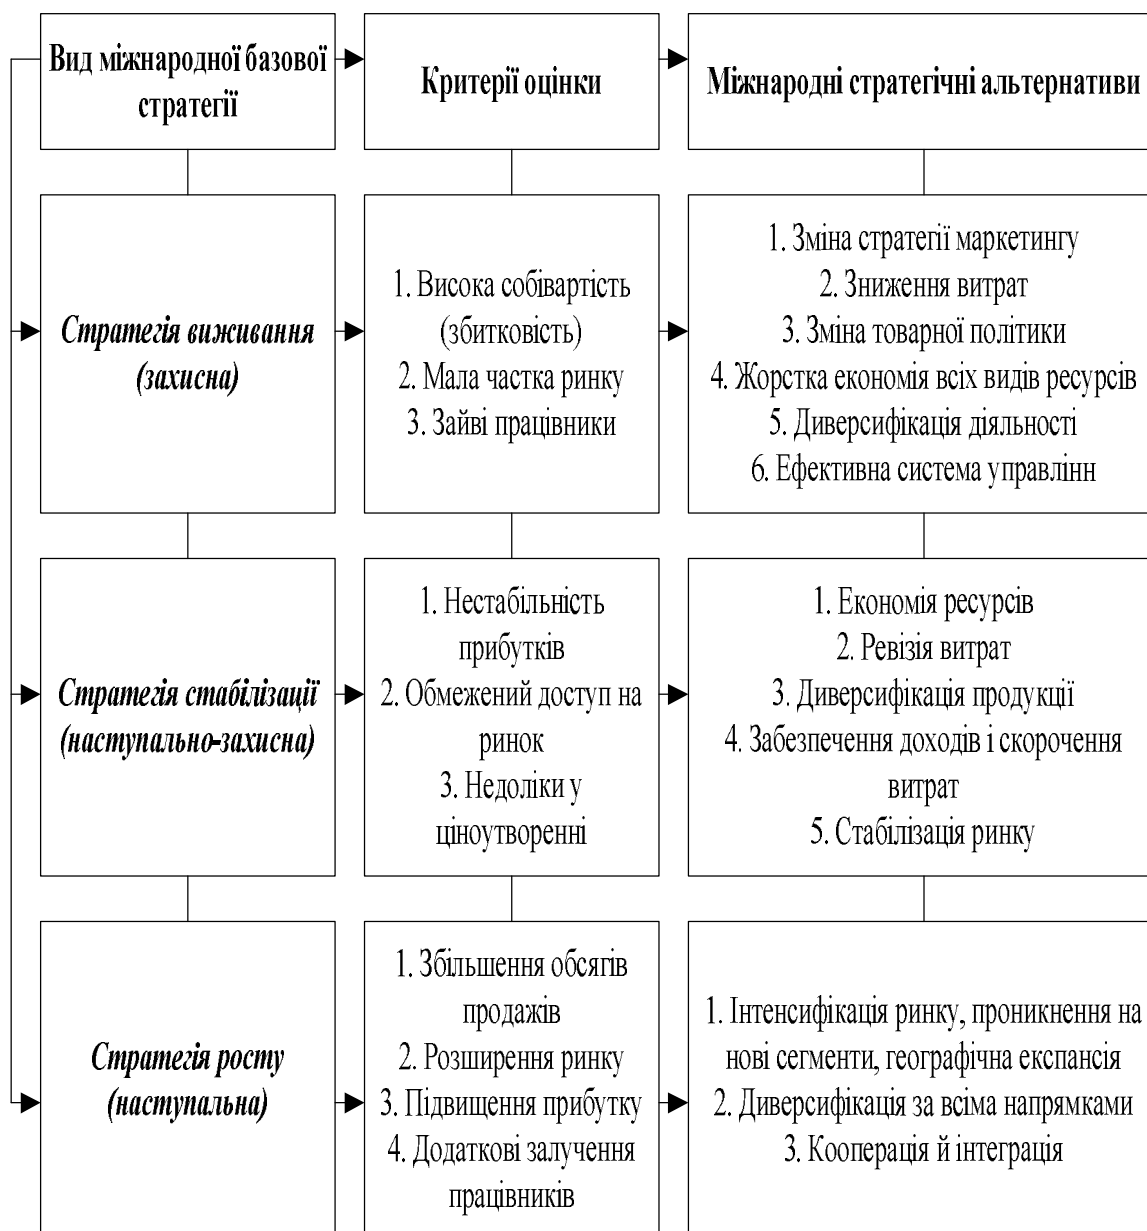 Вид міжнародної базової
стратегії
Критерії оцінки
Міжнародні стратегічні альтернативи
Стратегія виживання
(захисна)
1. Висока собівартість
(збитковість)
2. Мала частка ринку
3. Зайві працівники
1. Зміна стратегії маркетингу
2. Зниження витрат
3. Зміна товарної політики
4. Жорстка економія всіх видів ресурсів
5. Диверсифікація діяльності
6. Ефективна система управлінн
Стратегія стабілізації
(наступально-захисна)
1. Нестабільність
прибутків
2. Обмежений доступ на
ринок
3. Недоліки у
ціноутворенні
1. Економія ресурсів
2. Ревізія витрат
3. Диверсифікація продукції
4. Забезпечення доходів і скорочення
витрат
5. Стабілізація ринку
Стратегія росту
(наступальна)
1. Збільшення обсягів
продажів
2. Розширення ринку
3. Підвищення прибутку
4. Додаткові залучення
працівників
1. Інтенсифікація ринку, проникнення на
нові сегменти, географічна експансія
2. Диверсифікація за всіма напрямками
3. Кооперація й інтеграція